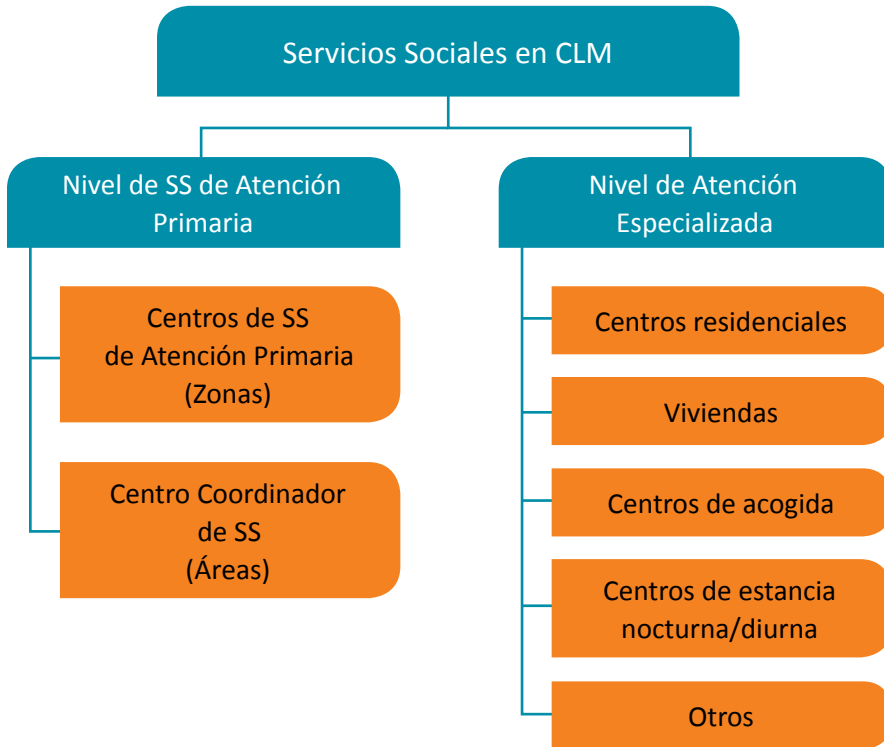 Servicios Sociales en CLM
Nivel de SS de Atención
Primaria
Centros de SS
de Atención Primaria
(Zonas)
Centro Coordinador
de SS
(Áreas)
Nivel de Atención
Especializada
Centros residenciales
Viviendas
Centros de acogida
Centros de estancia
nocturna/diurna
Otros